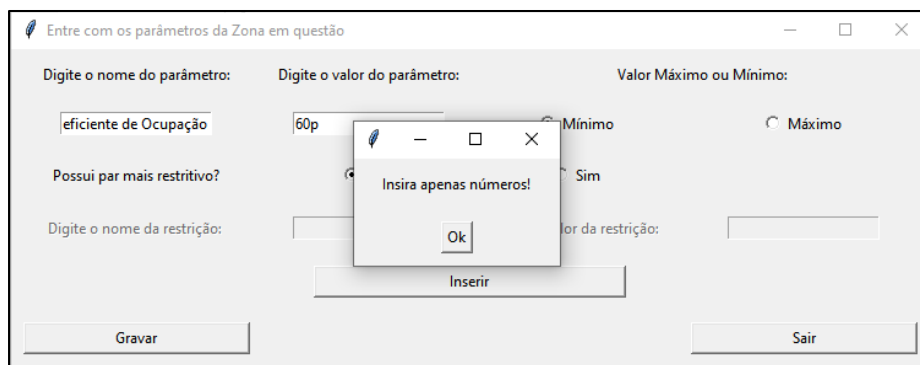 Entre com os parâmetros da Zona em questão
Digite o nome do parâmetro: Digite o valor do parâmetro: Valor Máximo ou Mínimo:
eficiente de Ocupação 60p Mínimo Máximo
Possui par mais restritivo? Sim
Insira apenas números!
Digite o nome da restrição: da restrição:
Ok
Inserir
Gravar Sair